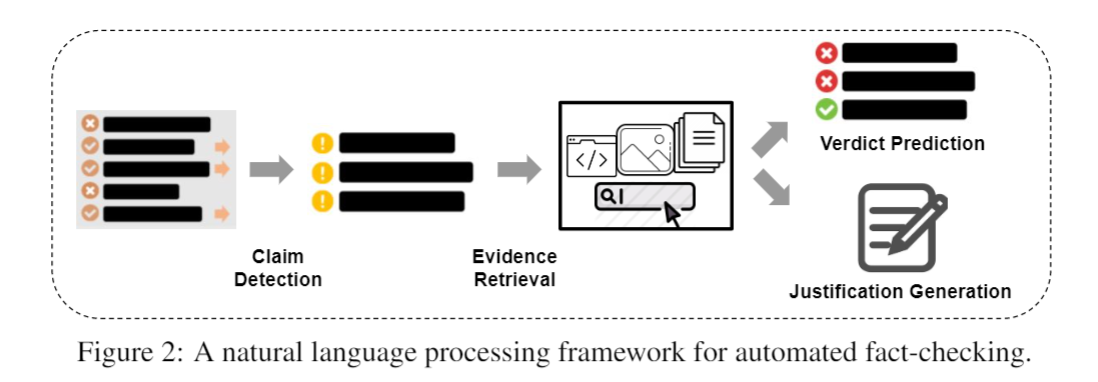 Claim
Detection
Evidence
Retrieval
</>
Verdict Prediction
Justification Generation
Figure 2: A natural language processing framework for automated fact-checking.